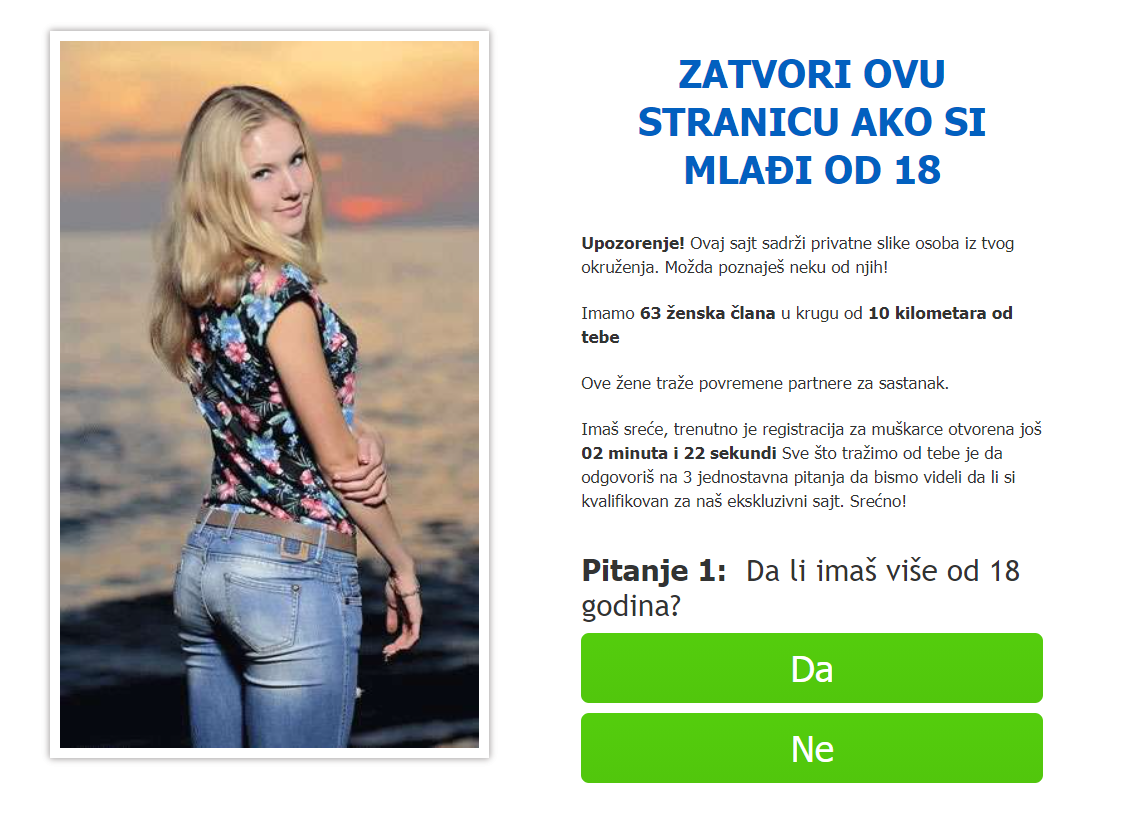 ZATVORI OVU
STRANICU AKO SI
MLAĐI OD 18
Upozorenje! Ovaj sajt sadrži privatne slike osoba iz tvog
okruženja. Možda poznaješ neku od njih!
Imamo 63 ženska člana u krugu od 10 kilometara od
tebe
Ove žene traže povremene partnere za sastanak.
Imaš sreće, trenutno je registracija za muškarce otvorena još
02 minuta i 22 sekundi Sve što tražimo od tebe je da
odgovoriš na 3 jednostavna pitanja da bismo videli da li si
kvalifikovan za naš ekskluzivni sajt. Srećno!
Pitanje 1: Da li imaš više od 18
godina?
Da
Ne